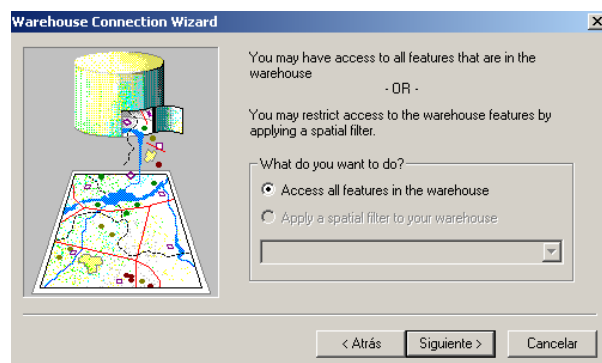 Warehouse Connection Wizard
You may have access to all features that are in the
warehouse
- OR -
You may restrict access to the warehouse features by
applying a spatial filter.
What do you want to do?
Access all features in the warehouse
Apply a spatial filter to your warehouse
< Atrás
Siguiente >
Cancelar